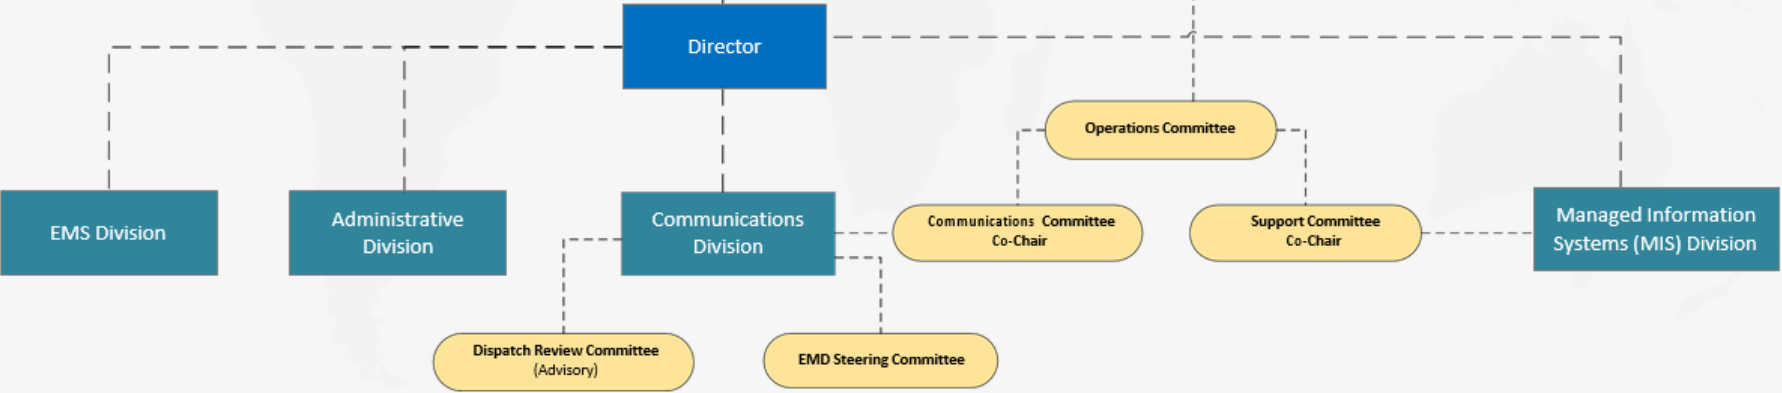 Director
Operations Committee
EMS Division
Administrative
Division
Communications
Division
Communications Committee
Co-Chair
Support Committee
Co-Chair
Managed Information
Systems (MIS) Division
Dispatch Review Committee
(Advisory)
EMD Steering Committee